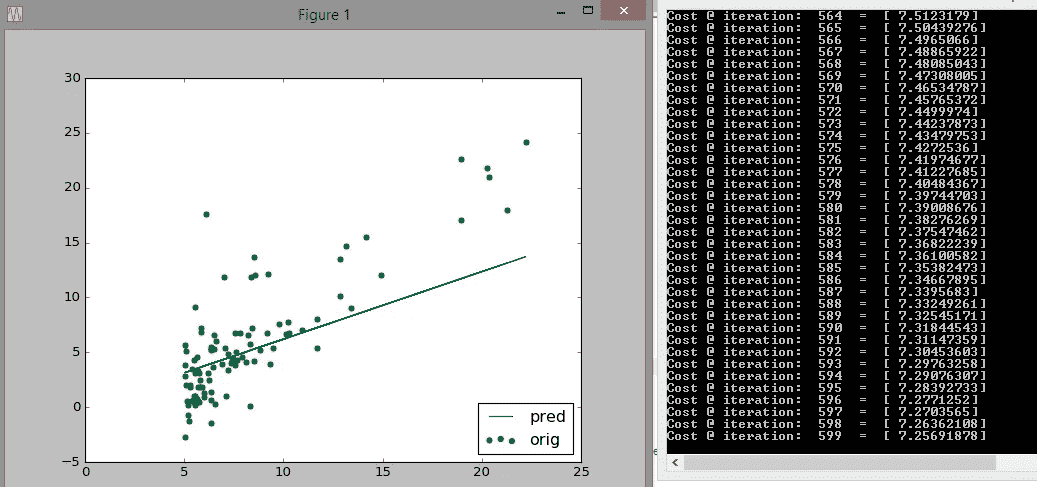 Figure 1
30
25
20
15
10
5
0
−5
0 5 10 15 20 25
pred
orig
Cost @ iteration: 564 = [ 7.5123179]
Cost @ iteration: 565 = [ 7.50439276]
Cost @ iteration: 566 = [ 7.4965066]
Cost @ iteration: 567 = [ 7.48865922]
Cost @ iteration: 568 = [ 7.48085043]
Cost @ iteration: 569 = [ 7.47308005]
Cost @ iteration: 570 = [ 7.46534787]
Cost @ iteration: 571 = [ 7.45765372]
Cost @ iteration: 572 = [ 7.4499974]
Cost @ iteration: 573 = [ 7.44237873]
Cost @ iteration: 574 = [ 7.43479753]
Cost @ iteration: 575 = [ 7.4272536]
Cost @ iteration: 576 = [ 7.41974677]
Cost @ iteration: 577 = [ 7.41227685]
Cost @ iteration: 578 = [ 7.40484367]
Cost @ iteration: 579 = [ 7.39744703]
Cost @ iteration: 580 = [ 7.39008676]
Cost @ iteration: 581 = [ 7.38276269]
Cost @ iteration: 582 = [ 7.37547462]
Cost @ iteration: 583 = [ 7.36822239]
Cost @ iteration: 584 = [ 7.36100582]
Cost @ iteration: 585 = [ 7.35382473]
Cost @ iteration: 586 = [ 7.34667895]
Cost @ iteration: 587 = [ 7.3395683]
Cost @ iteration: 588 = [ 7.33249261]
Cost @ iteration: 589 = [ 7.32545171]
Cost @ iteration: 590 = [ 7.31844543]
Cost @ iteration: 591 = [ 7.31147359]
Cost @ iteration: 592 = [ 7.30453603]
Cost @ iteration: 593 = [ 7.29763258]
Cost @ iteration: 594 = [ 7.29076307]
Cost @ iteration: 595 = [ 7.28392733]
Cost @ iteration: 596 = [ 7.2771252]
Cost @ iteration: 597 = [ 7.2703565]
Cost @ iteration: 598 = [ 7.26362108]
Cost @ iteration: 599 = [ 7.25691878]